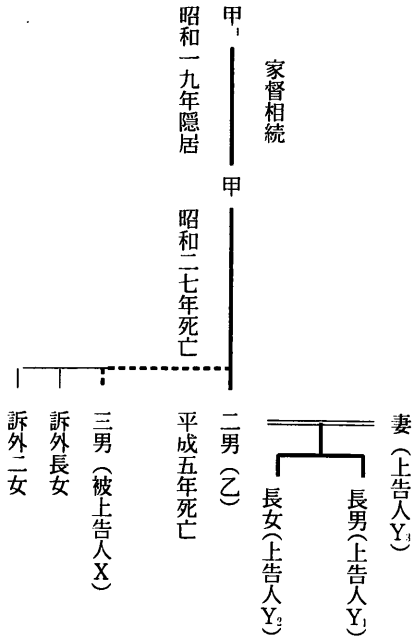 家督相続
甲₁
昭和一九年隠居
甲
昭和二七年死亡
妻(上告人Y₃)
長男(上告人Y₁)
長女(上告人Y₂)
二男(乙)
平成五年死亡
三男(被上告人X)
訴外長女
訴外二女